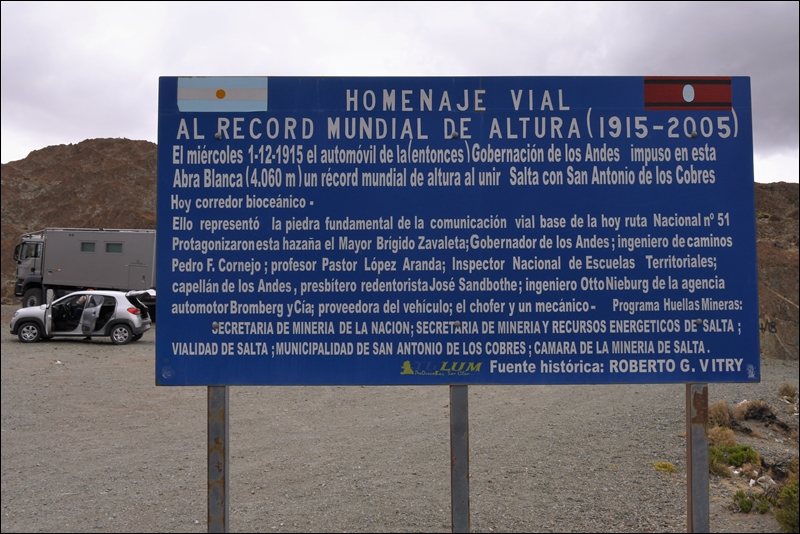 HOMENAJE VIAL
AL RECORD MUNDIAL DE ALTURA (1915-2005)
El miércoles 1-12-1915 el automóvil de la (entonces) Gobernación de los Andes impuso en esta
Abra Blanca (4.060 m) un récord mundial de altura al unir Salta con San Antonio de los Cobres
Hoy corredor bioceánico -
Ello representó la piedra fundamental de la comunicación vial base de la hoy ruta Nacional nº 51
Protagonizaron esta hazaña el Mayor Brígido Zavaleta; Gobernador de los Andes ; ingeniero de caminos
Pedro F. Cornejo ; profesor Pastor López Aranda; Inspector Nacional de Escuelas Territoriales;
capellán de los Andes , presbítero redentorista José Sandbothe; ingeniero Otto Nieburg de la agencia
automotor Bromberg y Cía; proveedora del vehículo; el chofer y un mecánico - Programa Huellas Mineras:
SECRETARIA DE MINERIA DE LA NACION; SECRETARIA DE MINERIA Y RECURSOS ENERGETICOS DE SALTA ;
VIALIDAD DE SALTA ; MUNICIPALIDAD DE SAN ANTONIO DE LOS COBRES ; CAMARA DE LA MINERIA DE SALTA .
Fuente histórica: ROBERTO G. VITRY